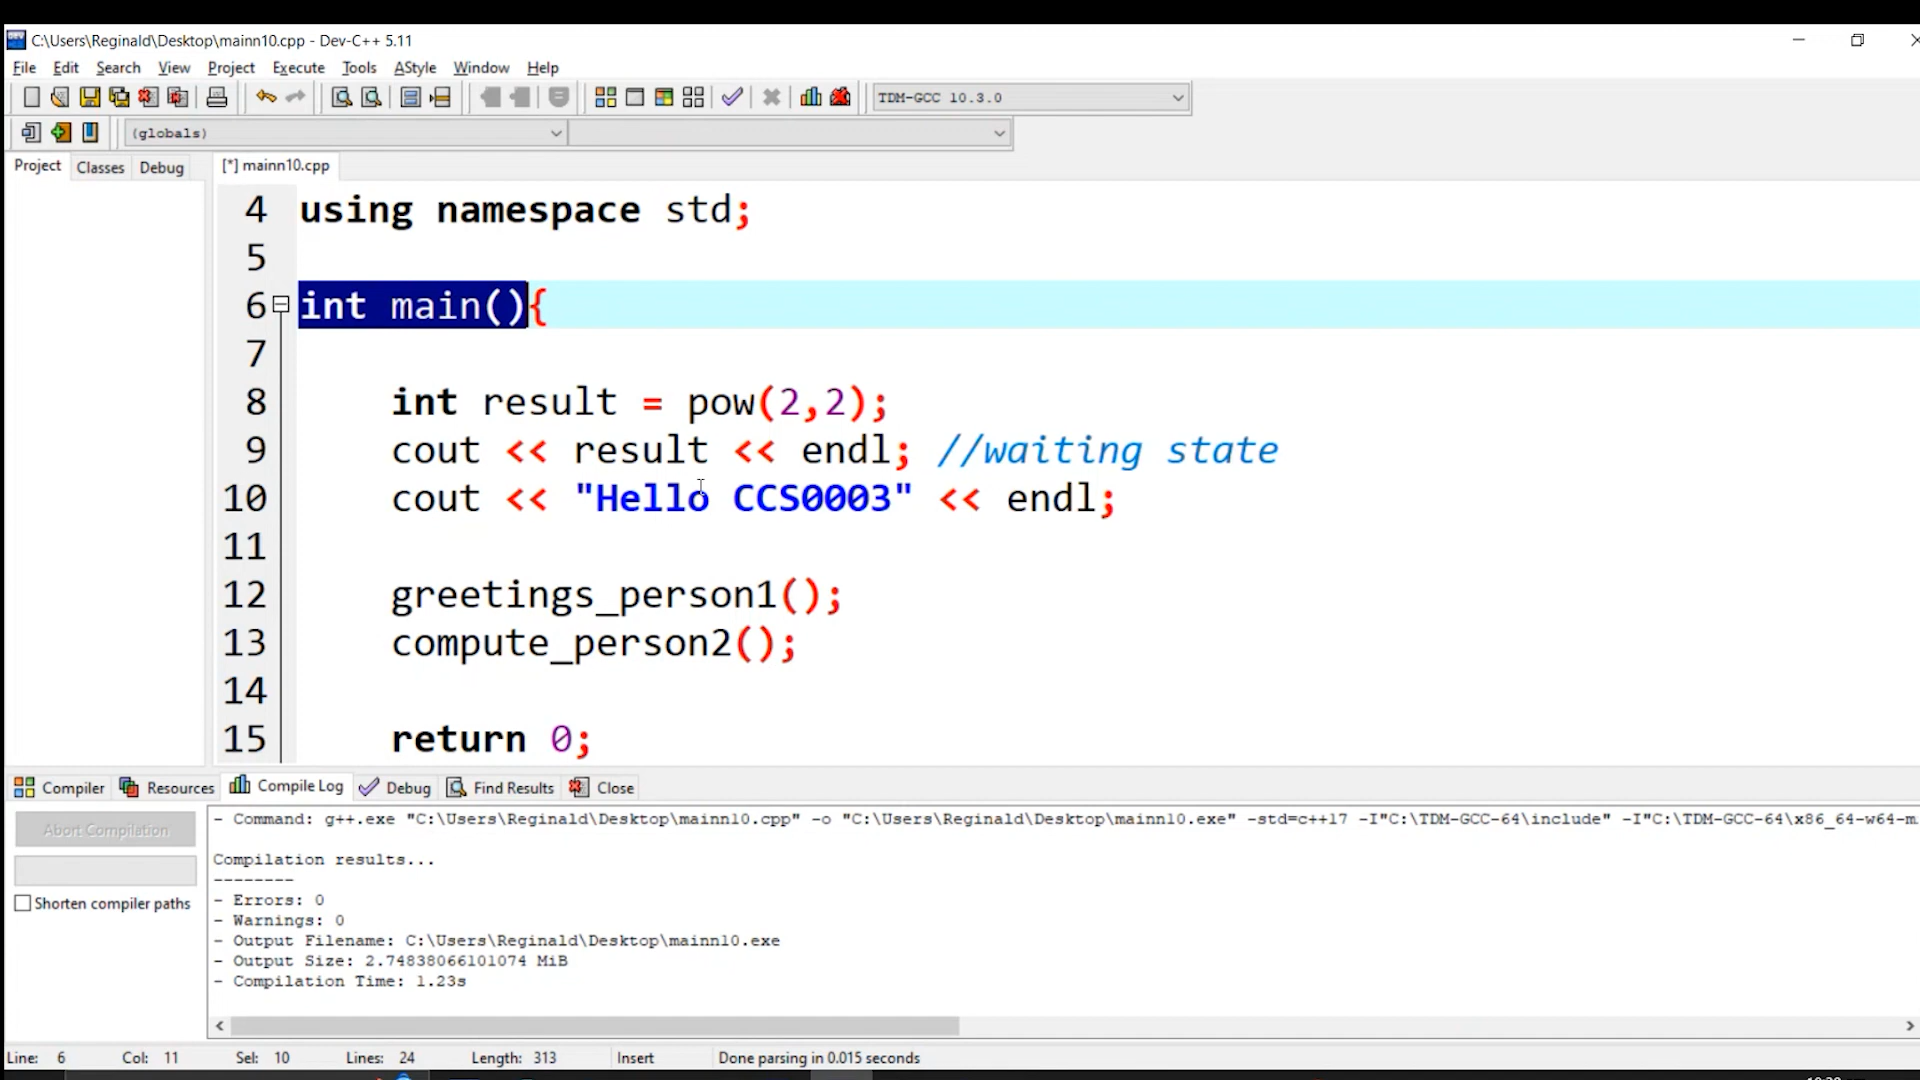 C:\Users\Reginald\Desktop\mainn10.cpp - Dev-C++ 5.11
File Edit Search View Project Execute Tools AStyle Window Help
TDM-GCC 10.3.0
(globals)
Project Classes Debug [*] mainn10.cpp
4 using namespace std;
5
6 int main(){
7
8 int result = pow(2,2);
9 cout << result << endl; //waiting state
10 cout << "Hello CCS0003" << endl;
11
12 greetings_person1();
13 compute_person2();
14
15 return 0;
Compiler Resources Compile Log Debug Find Results Close
Abort Compilation
Shorten compiler paths
- Command: g++.exe "C:\Users\Reginald\Desktop\mainn10.cpp" -o "C:\Users\Reginald\Desktop\mainn10.exe" -std=c++17 -I"C:\TDM-GCC-64\include" -I"C:\TDM-GCC-64\x86_64-w64-m
Compilation results...
--------
- Errors: 0
- Warnings: 0
- Output Filename: C:\Users\Reginald\Desktop\mainn10.exe
- Output Size: 2.74838066101074 MiB
- Compilation Time: 1.23s
Line: 6 Col: 11 Sel: 10 Lines: 24 Length: 313 Insert Done parsing in 0.015 seconds